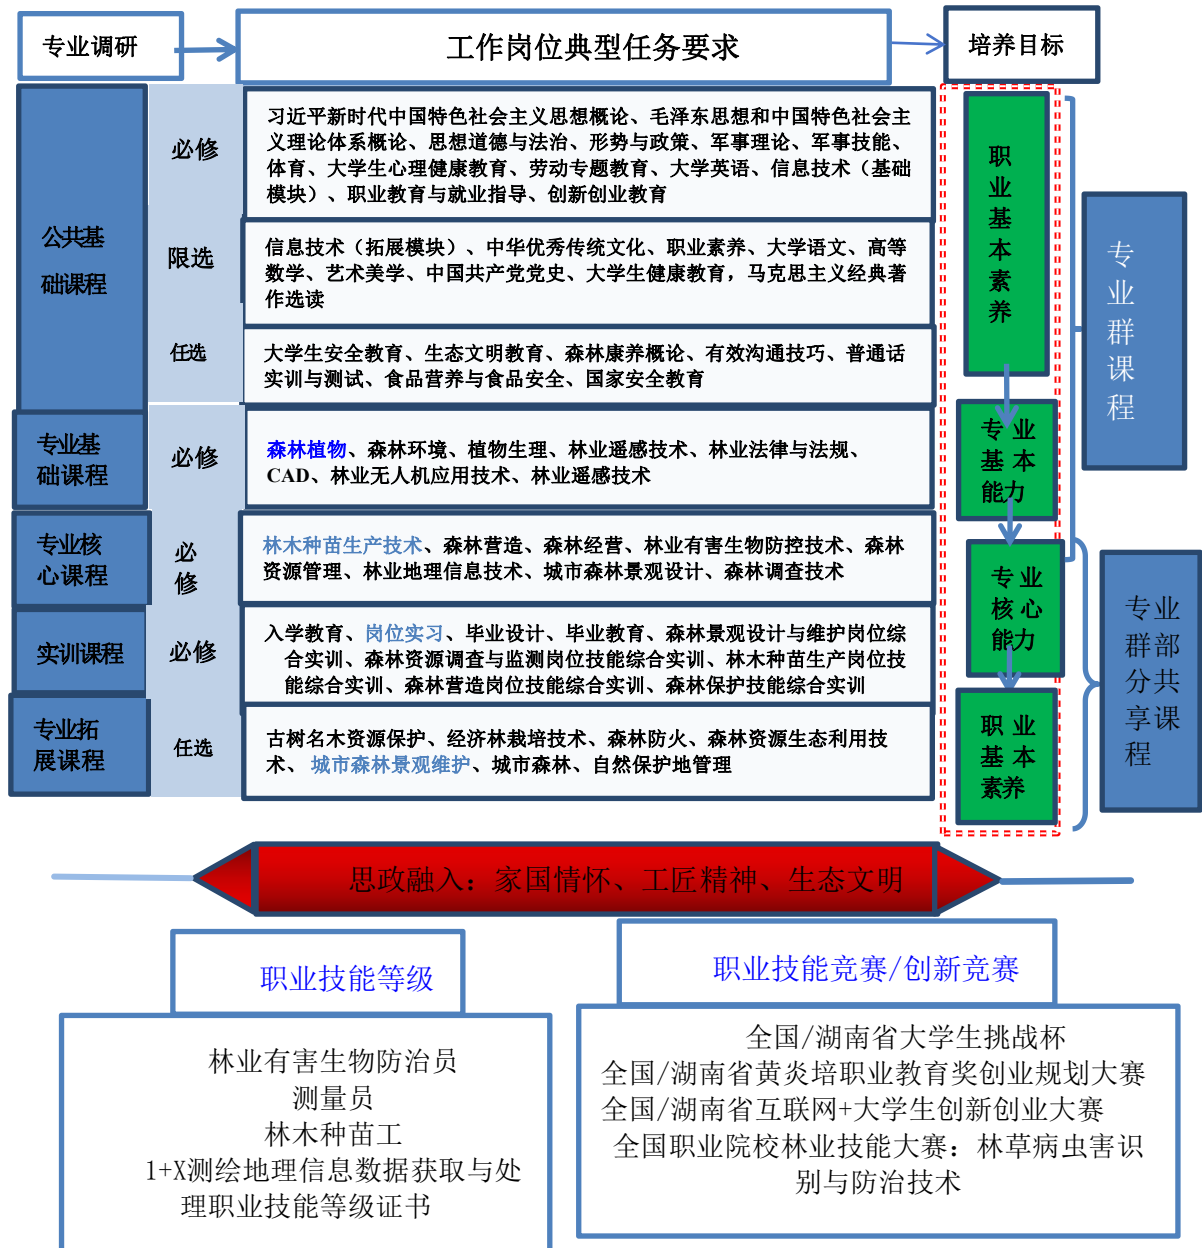 专业调研
工作岗位典型任务要求
培养目标
公共基
础课程
必修
习近平新时代中国特色社会主义思想概论、毛泽东思想和中国特色社会主
义理论体系概论、思想道德与法治、形势与政策、军事理论、军事技能、
体育、大学生心理健康教育、劳动专题教育、大学英语、信息技术（基础
模块）、职业教育与就业指导、创新创业教育
限选
信息技术（拓展模块）、中华优秀传统文化、职业素养、大学语文、高等
数学、艺术美学、中国共产党党史、大学生健康教育，马克思主义经典著
作选读
任选
大学生安全教育、生态文明教育、森林康养概论、有效沟通技巧、普通话
实训与测试、食品营养与食品安全、国家安全教育
专业基
础课程
必修
森林植物、森林环境、植物生理、林业遥感技术、林业法律与法规、
CAD、林业无人机应用技术、林业遥感技术
专业核
心课程
必
修
林木种苗生产技术、森林营造、森林经营、林业有害生物防控技术、森林
资源管理、林业地理信息技术、城市森林景观设计、森林调查技术
实训课程
必修
入学教育、岗位实习、毕业设计、毕业教育、森林景观设计与维护岗位综
合实训、森林资源调查与监测岗位技能综合实训、林木种苗生产岗位技
能综合实训、森林营造岗位技能综合实训、森林保护技能综合实训
专业拓
展课程
任选
古树名木资源保护、经济林栽培技术、森林防火、森林资源生态利用技
术、城市森林景观维护、城市森林、自然保护地管理
职
业
基
本
素
养
专业
基本
能力
专业
核心
能力
职业
基本
素养
专
业
群
课
程
专业
群部
分共
享课
程
思政融入：家国情怀、工匠精神、生态文明
职业技能等级
林业有害生物防治员
测量员
林木种苗工
1+X测绘地理信息数据获取与处
理职业技能等级证书
职业技能竞赛/创新竞赛
全国/湖南省大学生挑战杯
全国/湖南省黄炎培职业教育奖创业规划大赛
全国/湖南省互联网+大学生创新创业大赛
全国职业院校林业技能大赛：林草病虫害识
别与防治技术